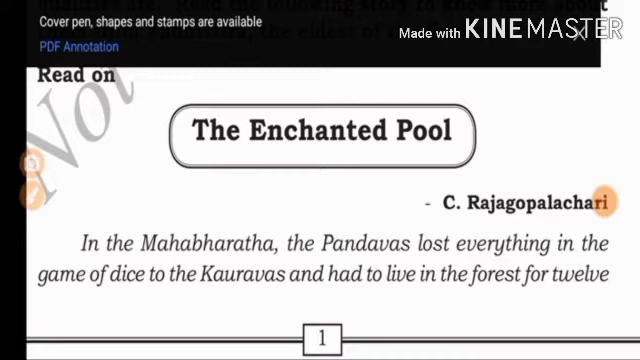 Cover pen, shapes and stamps are available
PDF Annotation
Made with KINEMASTER
Read on
Not
The Enchanted Pool
- C. Rajagopalachari
In the Mahabharatha, the Pandavas lost everything in the
game of dice to the Kauravas and had to live in the forest for twelve
1